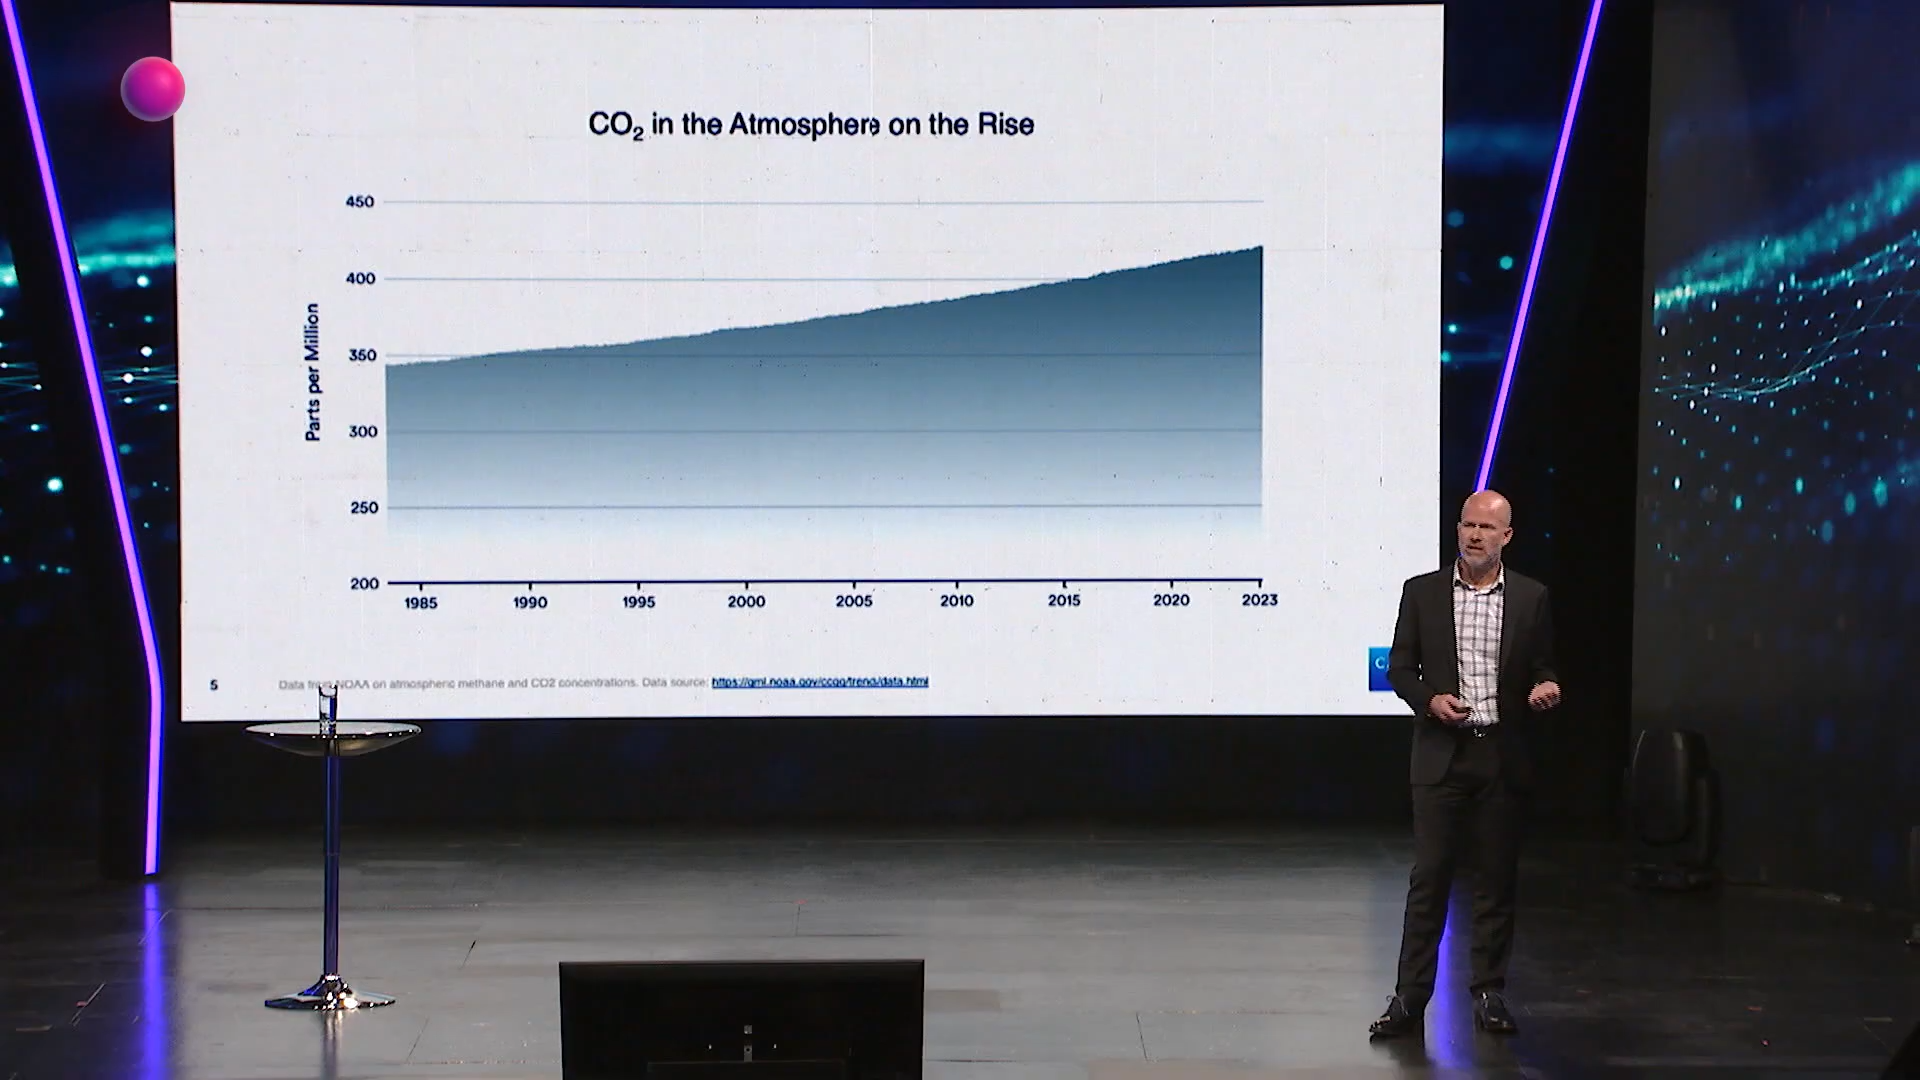 CO₂ in the Atmosphere on the Rise
450
400
350
300
250
200
Parts per Million
1985 1990 1995 2000 2005 2010 2015 2020 2023
5
Data from NOAA on atmospheric methane and CO2 concentrations. Data source: https://gml.noaa.gov/ccgg/trend/data.html
C